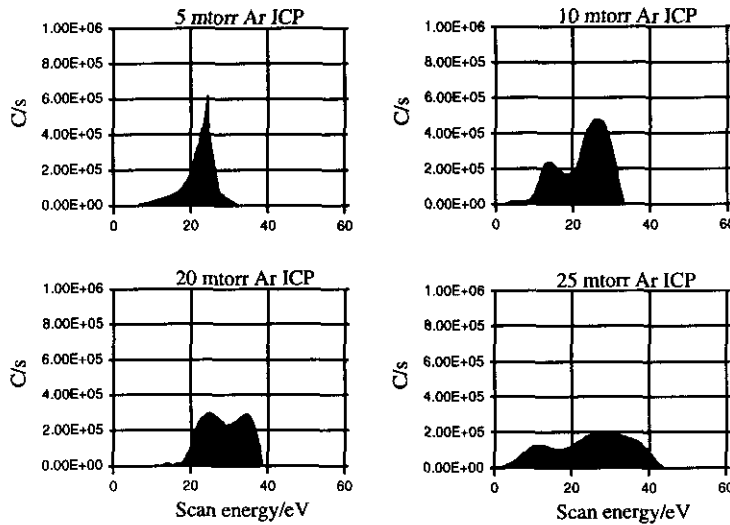 5 mtorr Ar ICP
1.00E+06
8.00E+05
6.00E+05
4.00E+05
2.00E+05
0.00E+00
C/s
0 20 40 60
10 mtorr Ar ICP
1.00E+06
8.00E+05
6.00E+05
4.00E+05
2.00E+05
0.00E+00
C/s
0 20 40 60
20 mtorr Ar ICP
1.00E+06
8.00E+05
6.00E+05
4.00E+05
2.00E+05
0.00E+00
C/s
0 20 40 60
Scan energy/eV
25 mtorr Ar ICP
1.00E+06
8.00E+05
6.00E+05
4.00E+05
2.00E+05
0.00E+00
C/s
0 20 40 60
Scan energy/eV